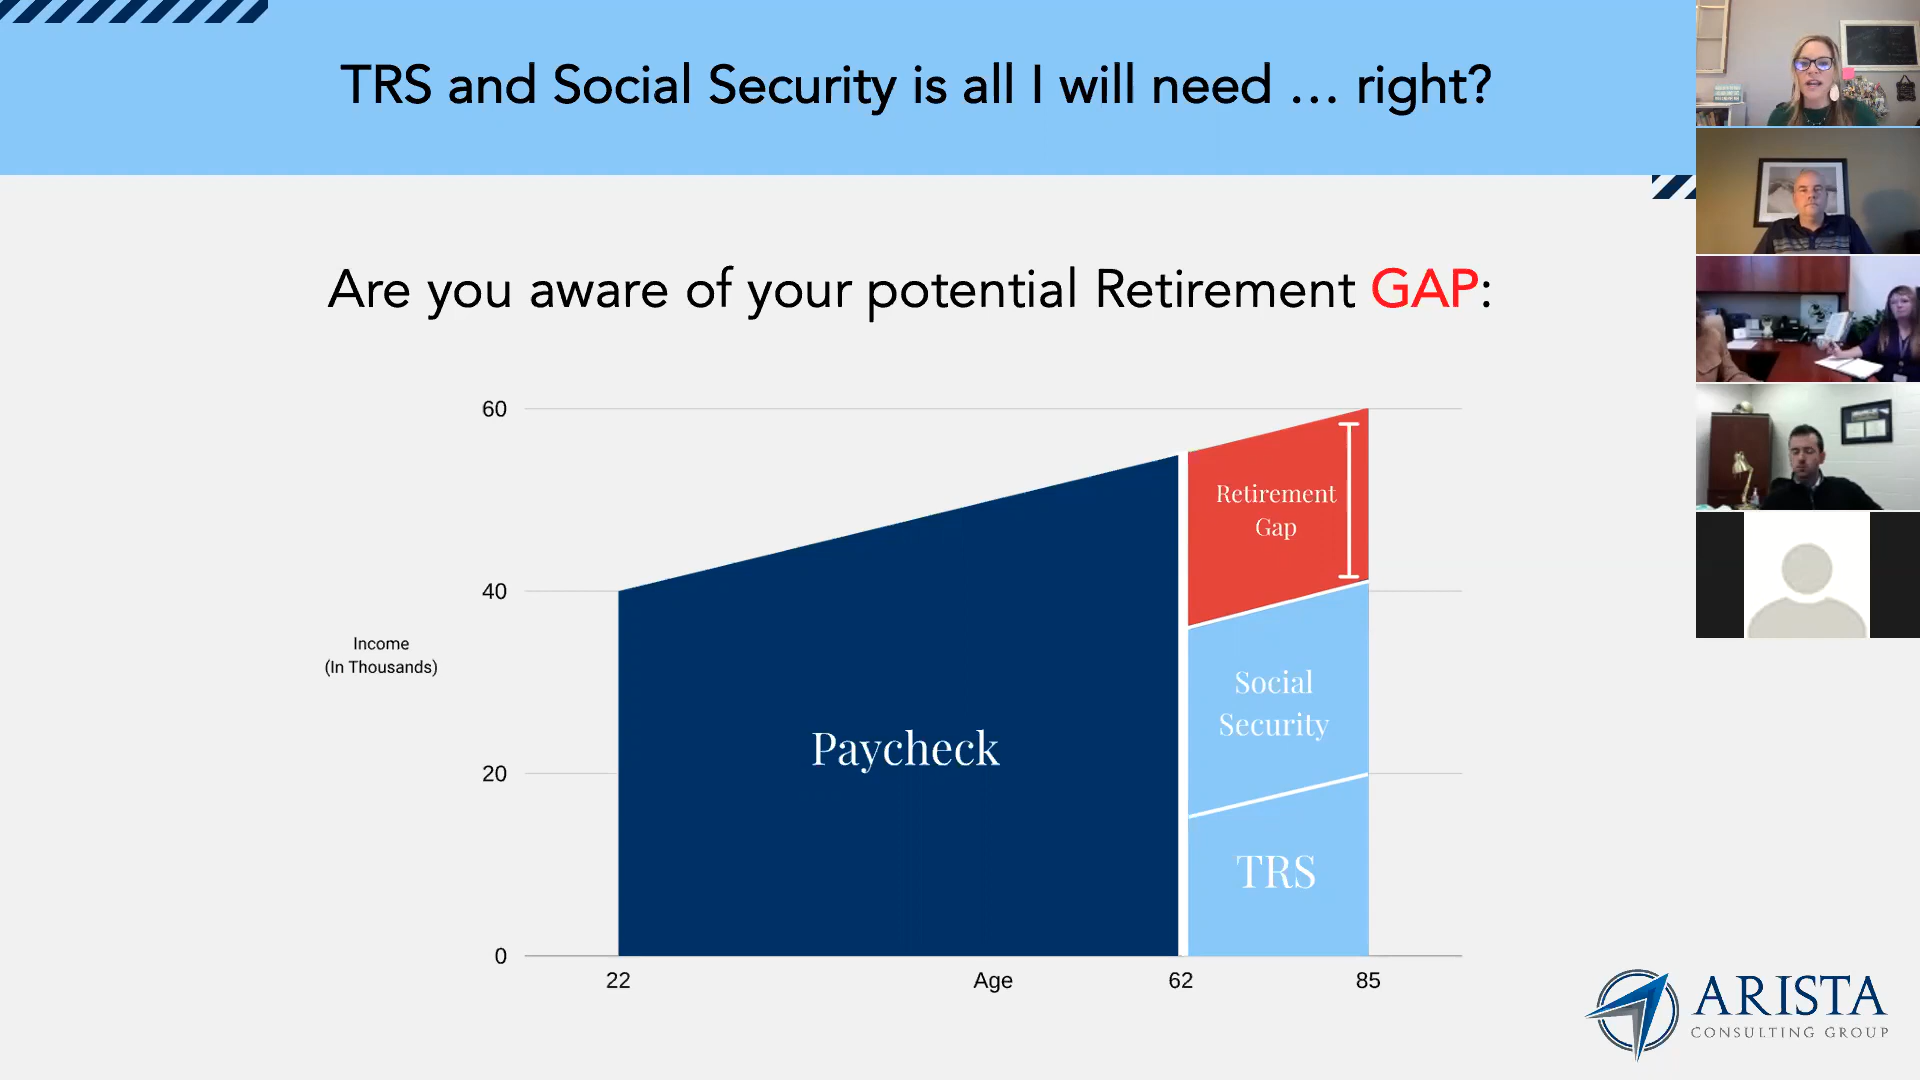 TRS and Social Security is all I will need ... right?
Are you aware of your potential Retirement GAP:
60
40
20
0
Income
(In Thousands)
Paycheck
Retirement
Gap
Social
Security
TRS
22
Age
62
85
ARISTA
CONSULTING GROUP